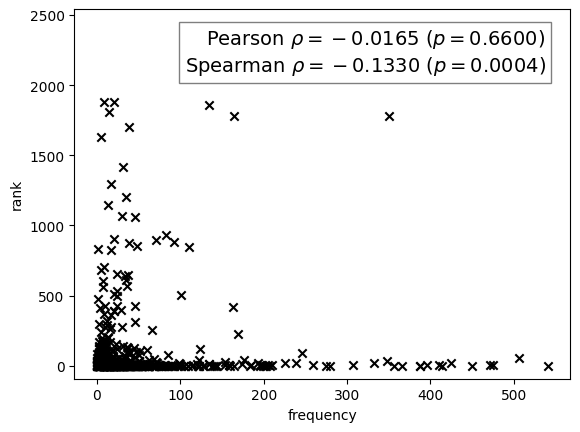 Pearson ρ = −0.0165 (p = 0.6600)
Spearman ρ = −0.1330 (p = 0.0004)
2500
2000
1500
1000
500
0
rank
0 100 200 300 400 500
frequency